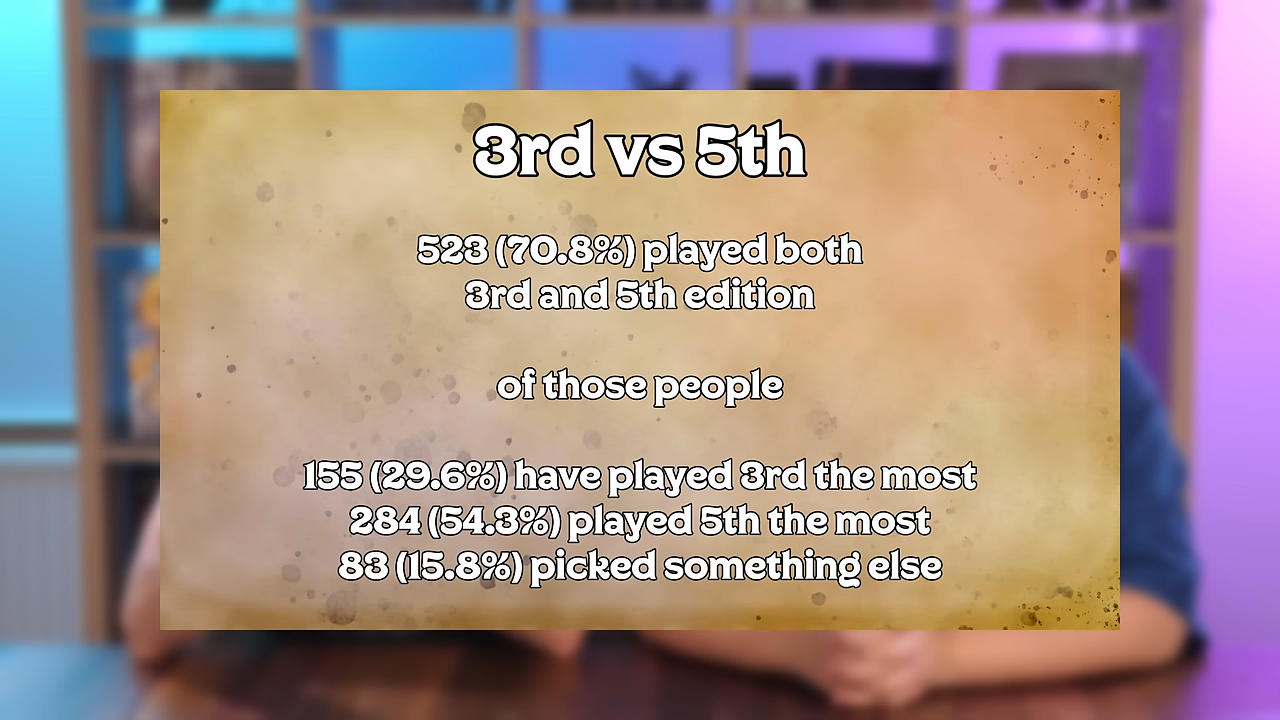 3rd vs 5th
523 (70.8%) played both
3rd and 5th edition
of those people
155 (29.6%) have played 3rd the most
284 (54.3%) played 5th the most
83 (15.8%) picked something else